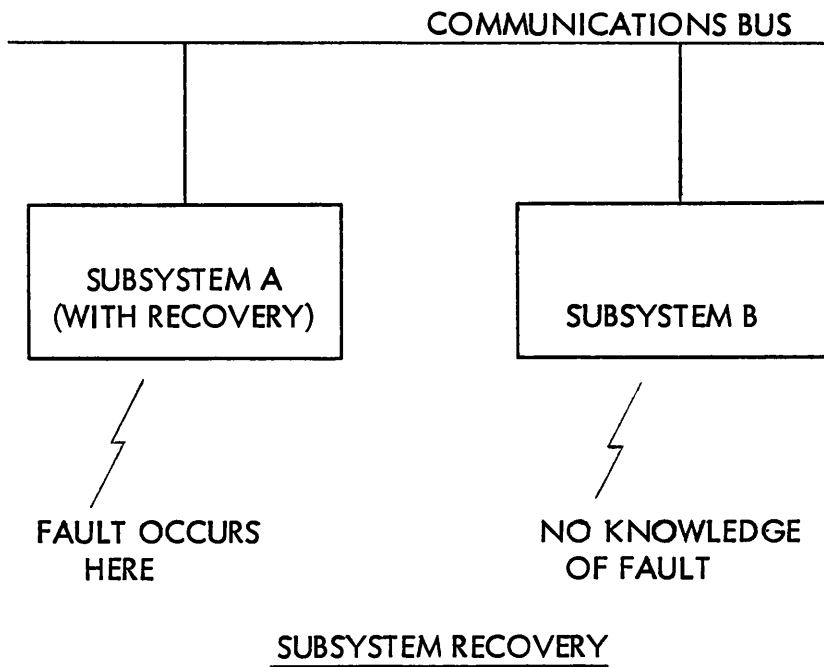 COMMUNICATIONS BUS
SUBSYSTEM A
(WITH RECOVERY)
SUBSYSTEM B
FAULT OCCURS
HERE
NO KNOWLEDGE
OF FAULT
SUBSYSTEM RECOVERY